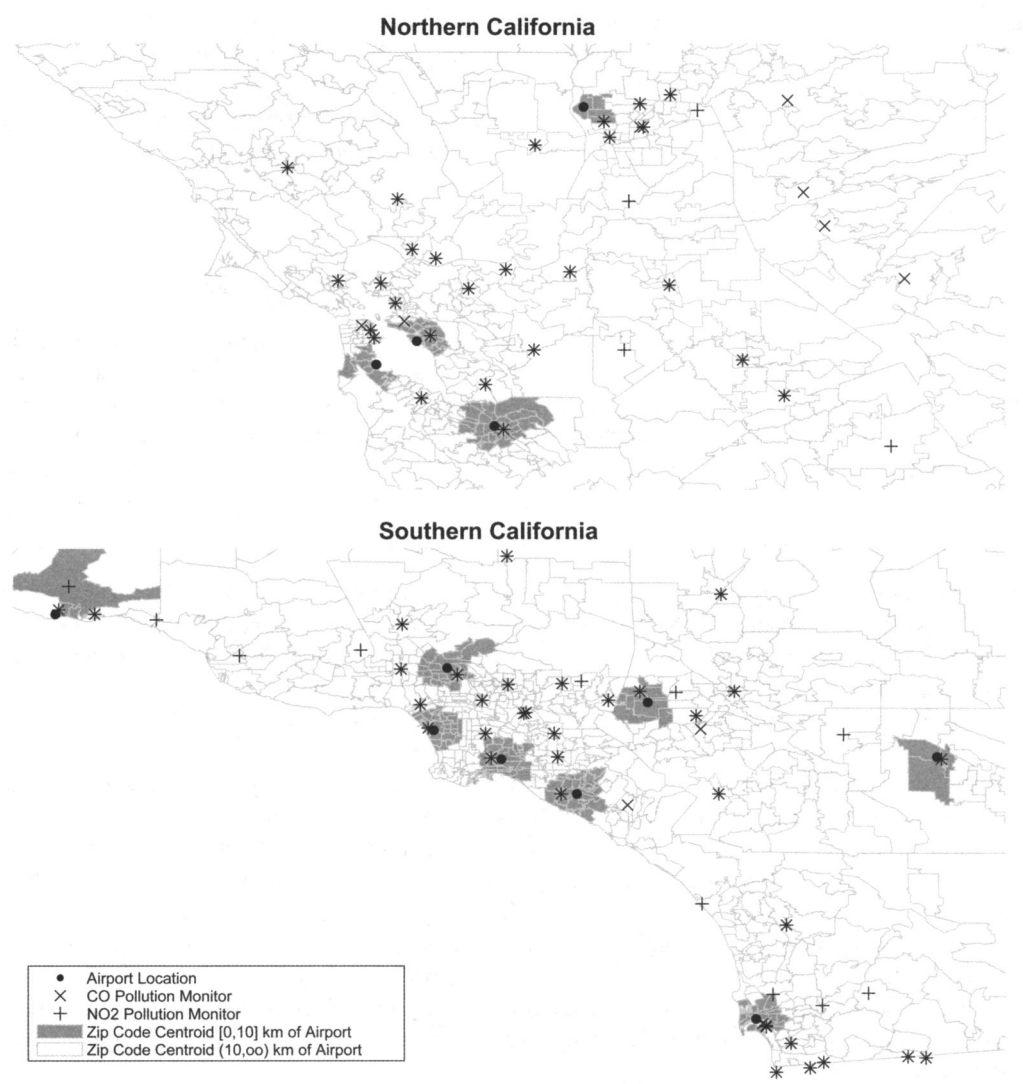 Northern California
Southern California
Airport Location
CO Pollution Monitor
NO2 Pollution Monitor
Zip Code Centroid [0,10] km of Airport
Zip Code Centroid (10,oo) km of Airport